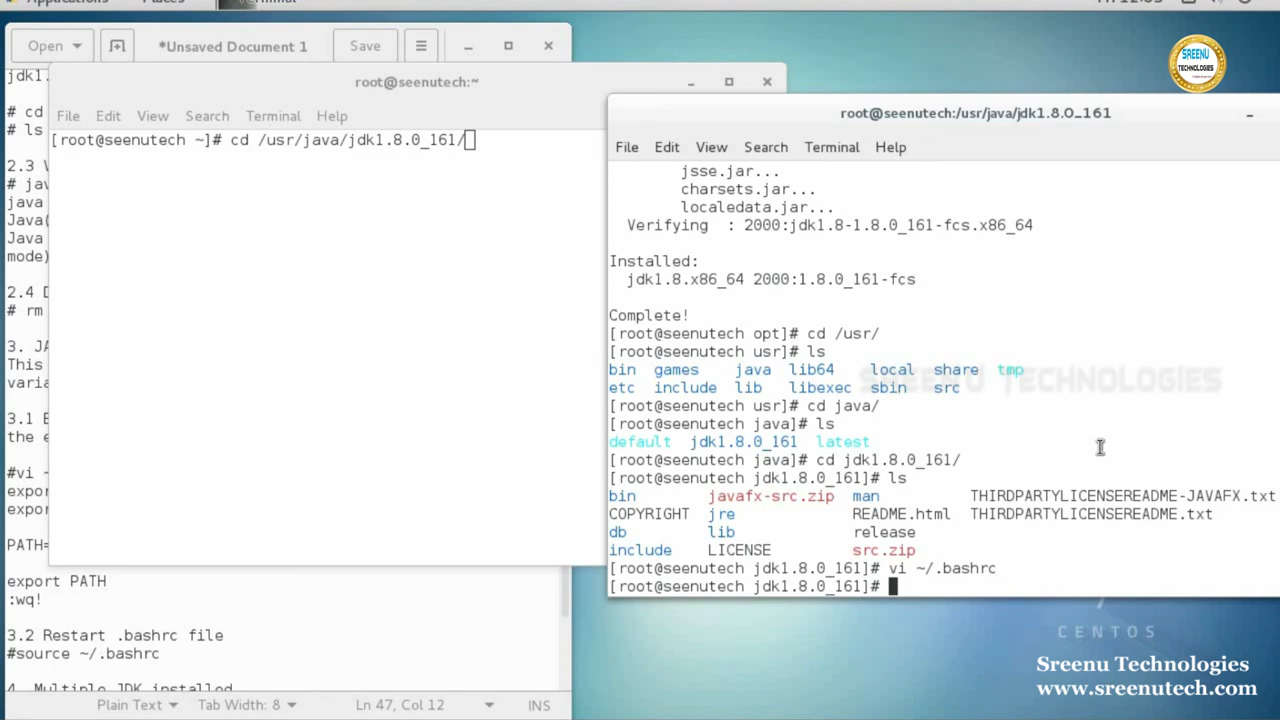 Terminal
Open
*Unsaved Document 1
Save
jdk1.
# cd
# ls
2.3 V
# jav
java
Java(
Java
mode)
2.4 D
# rm
3. JA
This
varia
3.1 E
the e
#vi ~
expor
expor
PATH=
export PATH
:wq!
3.2 Restart .bashrc file
#source ~/.bashrc
4. Multiple JDK installed
Plain Text
Tab Width: 8
Ln 47, Col 12
INS
root@seenutech:~
File Edit View Search Terminal Help
[root@seenutech ~]# cd /usr/java/jdk1.8.0_161/
SREENU
TECHNOLOGIES
root@seenutech:/usr/java/jdk1.8.0_161
File Edit View Search Terminal Help
jsse.jar...
charsets.jar...
localedata.jar...
Verifying : 2000:jdk1.8-1.8.0_161-fcs.x86_64
Installed:
jdk1.8.x86_64 2000:1.8.0_161-fcs
Complete!
[root@seenutech opt]# cd /usr/
[root@seenutech usr]# ls
bin games java lib64 local share tmp
etc include lib libexec sbin src
SREENU TECHNOLOGIES
[root@seenutech usr]# cd java/
[root@seenutech java]# ls
default jdk1.8.0_161 latest
[root@seenutech java]# cd jdk1.8.0_161/
[root@seenutech jdk1.8.0_161]# ls
bin javafx-src.zip man THIRDPARTYLICENSEREADME-JAVAFX.txt
COPYRIGHT jre README.html THIRDPARTYLICENSEREADME.txt
db lib release
include LICENSE src.zip
[root@seenutech jdk1.8.0_161]# vi ~/.bashrc
[root@seenutech jdk1.8.0_161]#
CENTOS
Sreenu Technologies
www.sreenutech.com